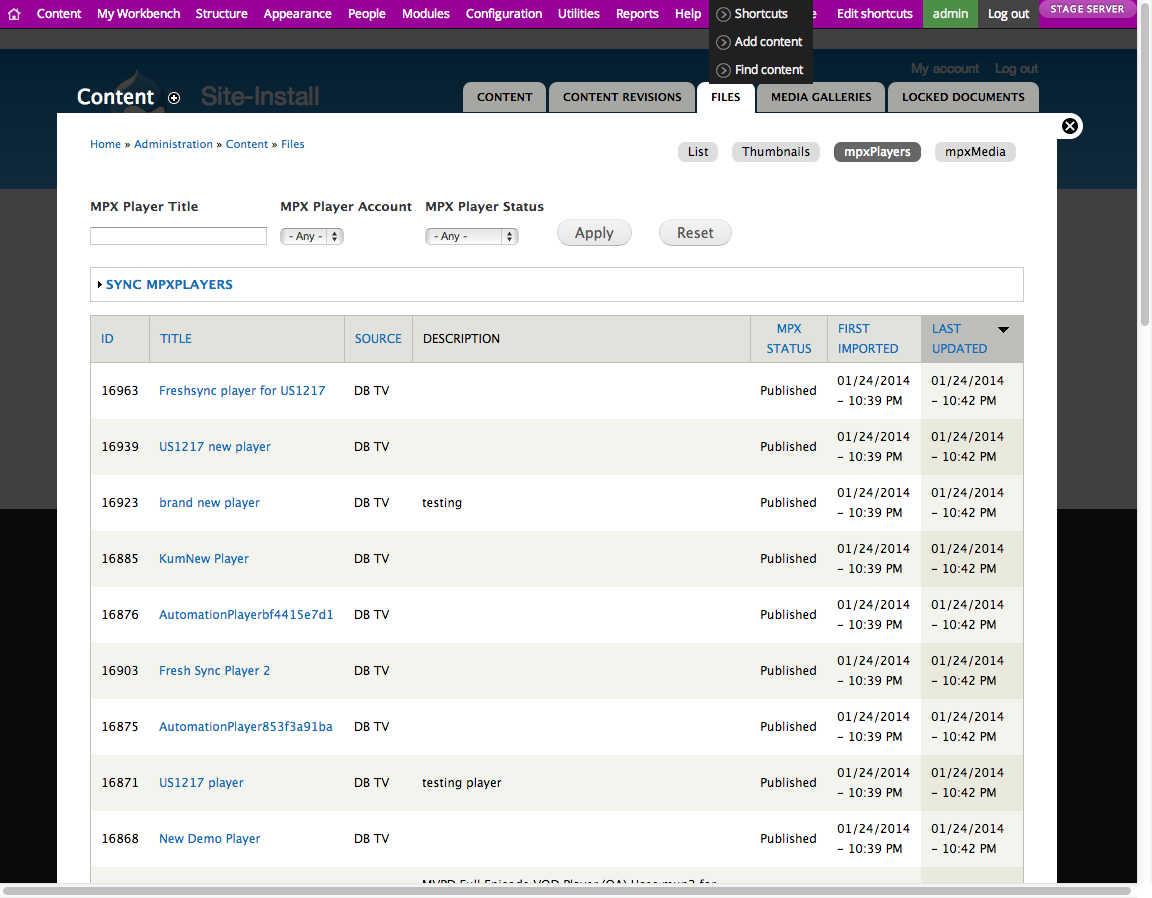 Content My Workbench Structure Appearance People Modules Configuration Utilities Reports Help Shortcuts Edit shortcuts admin Log out STAGE SERVER
Add content
Find content
My account Log out
Content Site-Install
CONTENT CONTENT REVISIONS FILES MEDIA GALLERIES LOCKED DOCUMENTS
Home » Administration » Content » Files
List Thumbnails mpxPlayers mpxMedia
MPX Player Title MPX Player Account MPX Player Status
- Any - - Any - Apply Reset
SYNC MPXPLAYERS
ID TITLE SOURCE DESCRIPTION MPX STATUS FIRST IMPORTED LAST UPDATED
16963 Freshsync player for US1217 DB TV Published 01/24/2014 - 10:39 PM 01/24/2014 - 10:42 PM
16939 US1217 new player DB TV Published 01/24/2014 - 10:39 PM 01/24/2014 - 10:42 PM
16923 brand new player DB TV testing Published 01/24/2014 - 10:39 PM 01/24/2014 - 10:42 PM
16885 KumNew Player DB TV Published 01/24/2014 - 10:39 PM 01/24/2014 - 10:42 PM
16876 AutomationPlayerbf4415e7d1 DB TV Published 01/24/2014 - 10:39 PM 01/24/2014 - 10:42 PM
16903 Fresh Sync Player 2 DB TV Published 01/24/2014 - 10:39 PM 01/24/2014 - 10:42 PM
16875 AutomationPlayer853f3a91ba DB TV Published 01/24/2014 - 10:39 PM 01/24/2014 - 10:42 PM
16871 US1217 player DB TV testing player Published 01/24/2014 - 10:39 PM 01/24/2014 - 10:42 PM
16868 New Demo Player DB TV Published 01/24/2014 - 10:39 PM 01/24/2014 - 10:42 PM